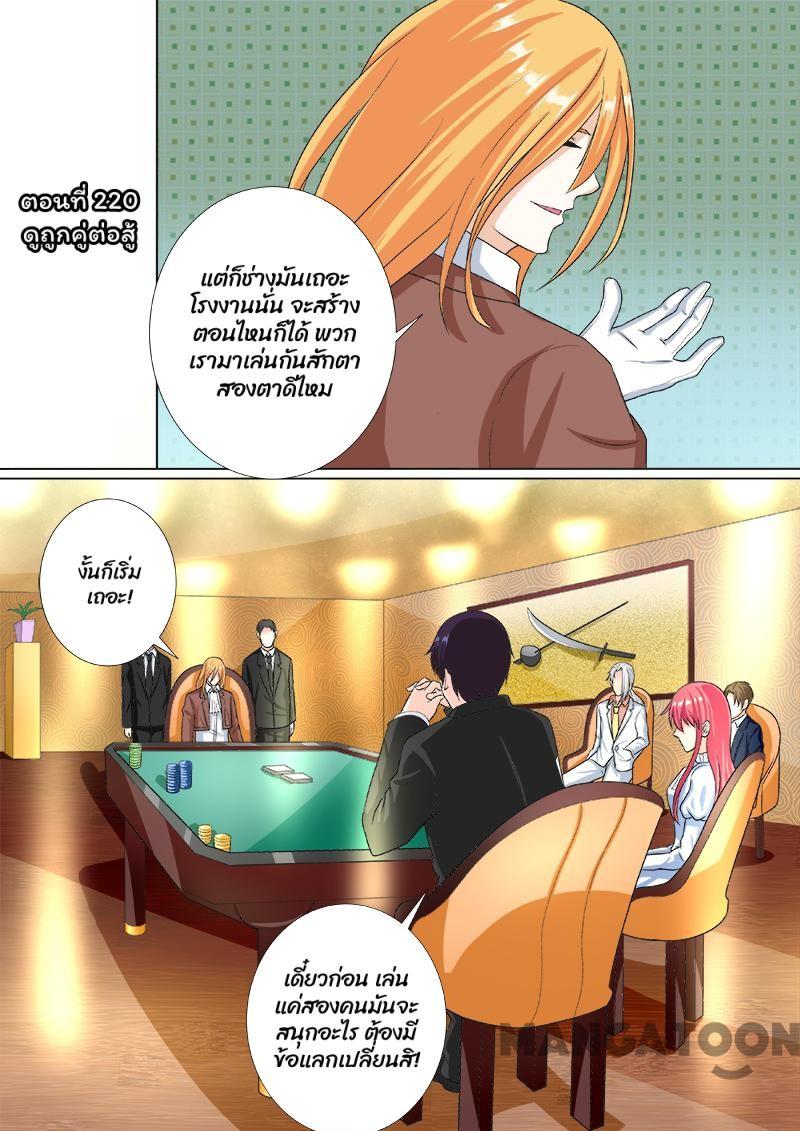 ตอนที่ 220
ดูถูกคู่ต่อสู้
แต่ก็ช่างมันเถอะ
โรงงานนั่น จะสร้าง
ตอนไหนก็ได้ พวก
เรามาเล่นกันสักตา
สองตาดีไหม
งั้นก็เริ่ม
เถอะ!
เดี๋ยวก่อน เล่น
แค่สองคนมันจะ
สนุกอะไร ต้องมี
ข้อแลกเปลี่ยนสิ!
MANGATOON